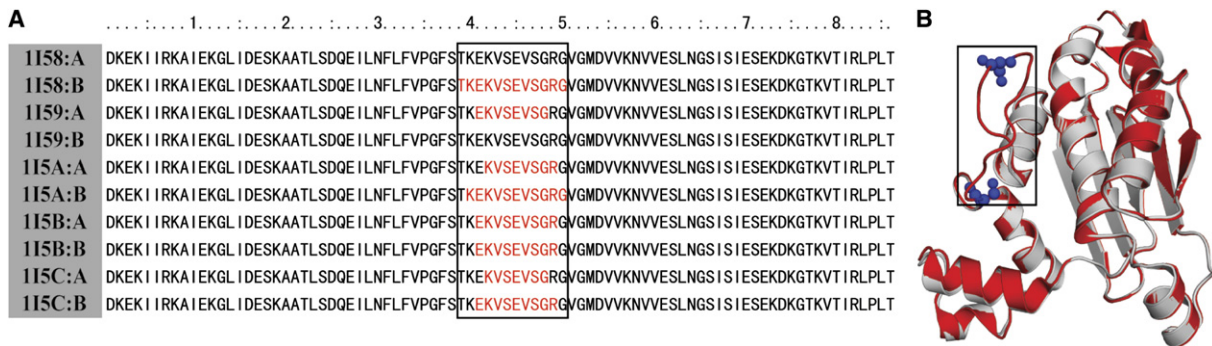 A
....:....1....:....2....:....3....:....4....:....5....:....6....:....7....:....8....:.
1I58:A DKEKIIRKAIEKGLIDESKAATLSDQEILNFLFVPGFSTKEKVSEVSGRGVGMDVVKNVVESLNGSISIESEKDKGTKVTIRLPLT
1I58:B DKEKIIRKAIEKGLIDESKAATLSDQEILNFLFVPGFSTKEKVSEVSGRGVGMDVVKNVVESLNGSISIESEKDKGTKVTIRLPLT
1I59:A DKEKIIRKAIEKGLIDESKAATLSDQEILNFLFVPGFSTKEKVSEVSGRGVGMDVVKNVVESLNGSISIESEKDKGTKVTIRLPLT
1I59:B DKEKIIRKAIEKGLIDESKAATLSDQEILNFLFVPGFSTKEKVSEVSGRGVGMDVVKNVVESLNGSISIESEKDKGTKVTIRLPLT
1I5A:A DKEKIIRKAIEKGLIDESKAATLSDQEILNFLFVPGFSTKEKVSEVSGRGVGMDVVKNVVESLNGSISIESEKDKGTKVTIRLPLT
1I5A:B DKEKIIRKAIEKGLIDESKAATLSDQEILNFLFVPGFSTKEKVSEVSGRGVGMDVVKNVVESLNGSISIESEKDKGTKVTIRLPLT
1I5B:A DKEKIIRKAIEKGLIDESKAATLSDQEILNFLFVPGFSTKEKVSEVSGRGVGMDVVKNVVESLNGSISIESEKDKGTKVTIRLPLT
1I5B:B DKEKIIRKAIEKGLIDESKAATLSDQEILNFLFVPGFSTKEKVSEVSGRGVGMDVVKNVVESLNGSISIESEKDKGTKVTIRLPLT
1I5C:A DKEKIIRKAIEKGLIDESKAATLSDQEILNFLFVPGFSTKEKVSEVSGRGVGMDVVKNVVESLNGSISIESEKDKGTKVTIRLPLT
1I5C:B DKEKIIRKAIEKGLIDESKAATLSDQEILNFLFVPGFSTKEKVSEVSGRGVGMDVVKNVVESLNGSISIESEKDKGTKVTIRLPLT
B